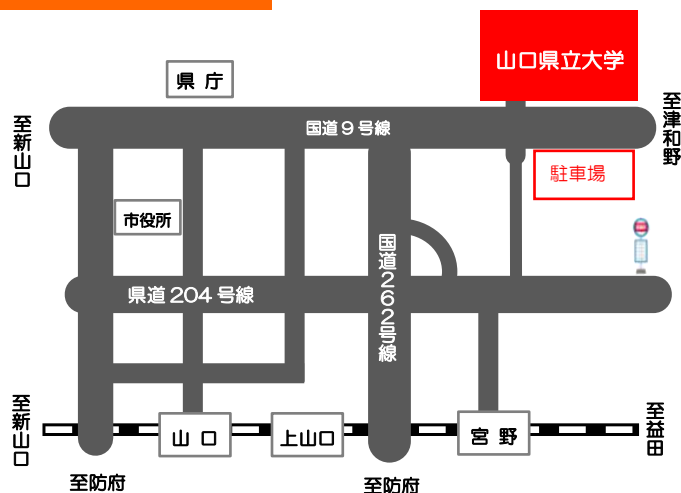 山口県立大学
県庁
至新山口
国道9号線
至津和野
駐車場
市役所
国道262号線
県道204号線
至新山口
山口
上山口
宮野
至益田
至防府
至防府